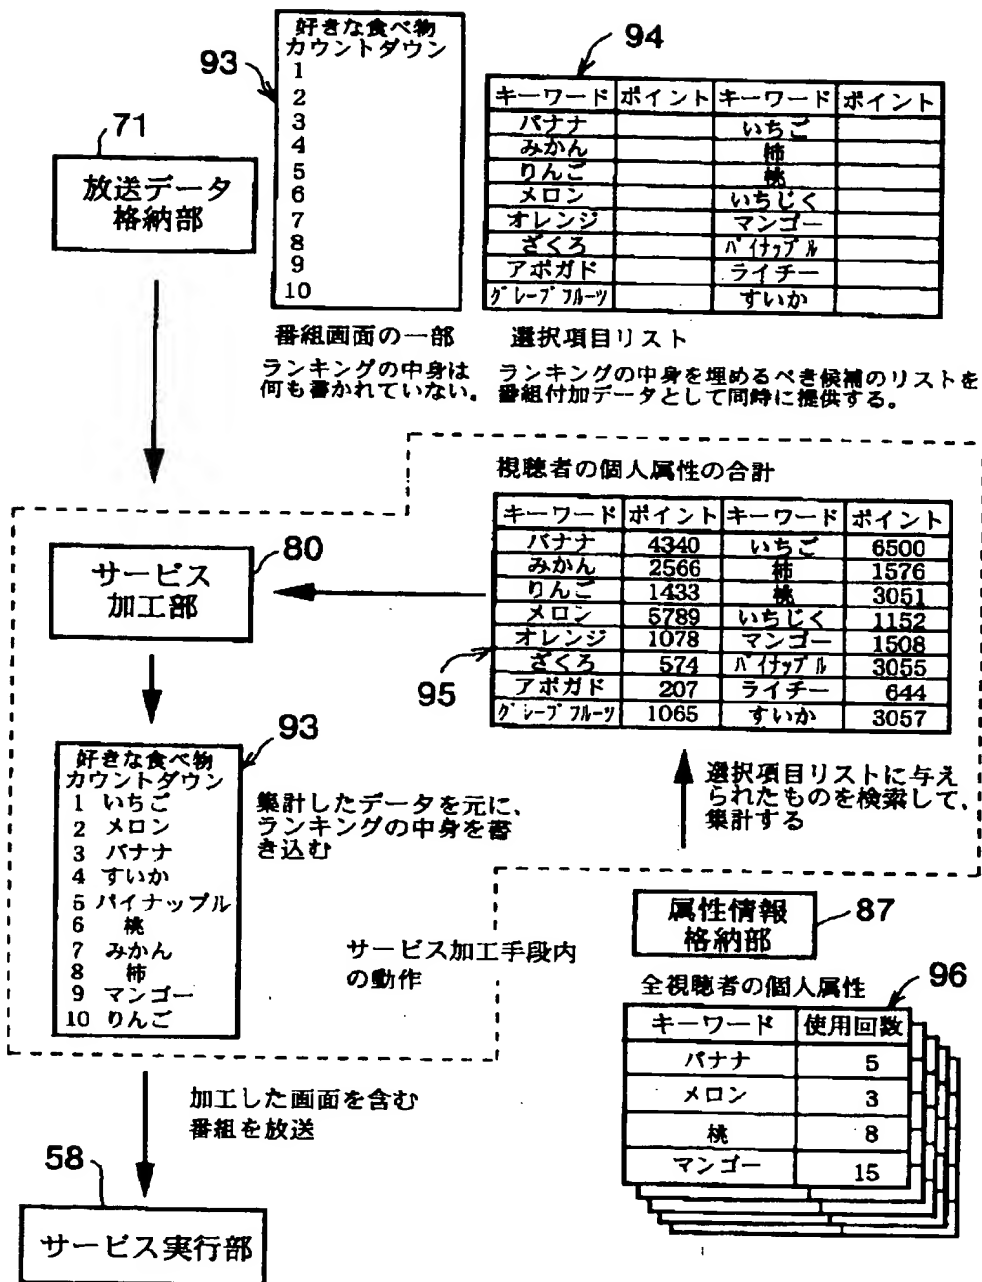 好きな食べ物
カウントダウン
1
2
3
4
5
6
7
8
9
10
93
番組画面の一部
ランキングの中身は
何も書かれていない。
94
キーワード ポイント キーワード ポイント
バナナ いちご
みかん 柿
りんご 桃
メロン いちじく
オレンジ マンゴー
ざくろ パイナップル
アボガド ライチー
グレープフルーツ すいか
選択項目リスト
ランキングの中身を埋めるべき候補のリストを
番組付加データとして同時に提供する。
71
放送データ
格納部
視聴者の個人属性の合計
キーワード ポイント キーワード ポイント
バナナ 4340 いちご 6500
みかん 2566 柿 1576
りんご 1433 桃 3051
メロン 5789 いちじく 1152
オレンジ 1078 マンゴー 1508
ざくろ 574 パイナップル 3055
アボガド 207 ライチー 644
グレープフルーツ 1065 すいか 3057
95
80
サービス
加工部
93
好きな食べ物
カウントダウン
1 いちご
2 メロン
3 バナナ
4 すいか
5 パイナップル
6 桃
7 みかん
8 柿
9 マンゴー
10 りんご
集計したデータを元に、
ランキングの中身を書
き込む
選択項目リストに与え
られたものを検索して、
集計する
サービス加工手段内
の動作
属性情報
格納部
87
全視聴者の個人属性
96
キーワード 使用回数
バナナ 5
メロン 3
桃 8
マンゴー 15
加工した画面を含む
番組を放送
58
サービス実行部